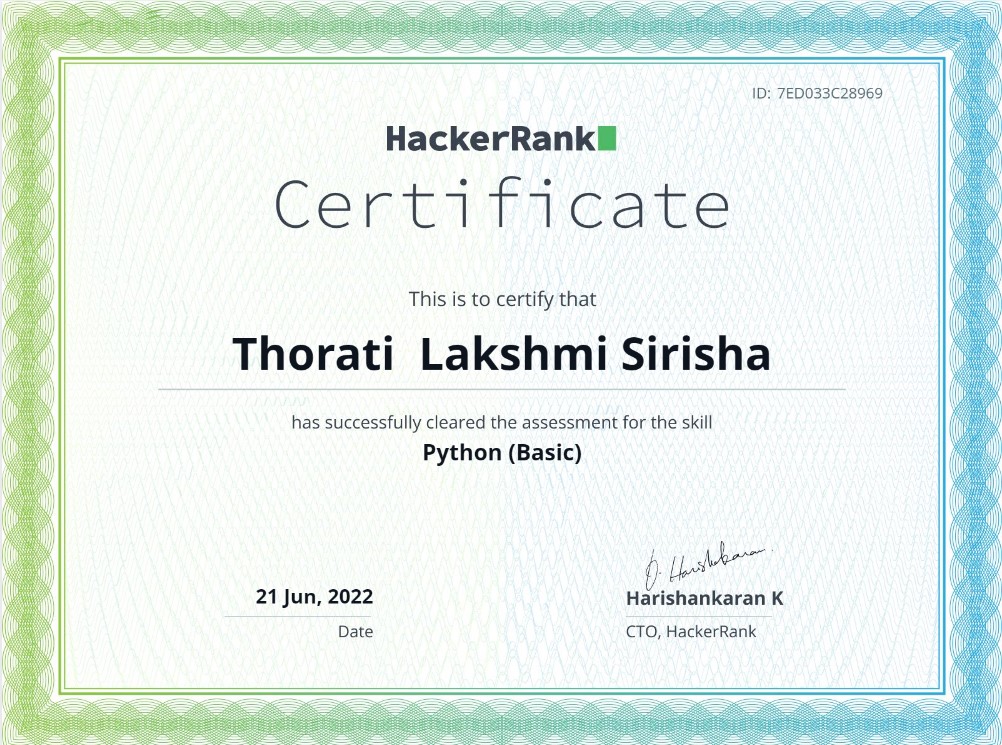 ID: 7ED033C28969
HackerRank
Certificate
This is to certify that
Thorati  Lakshmi Sirisha
has successfully cleared the assessment for the skill
Python (Basic)
21 Jun, 2022
Date
Harishankaran K
CTO, HackerRank